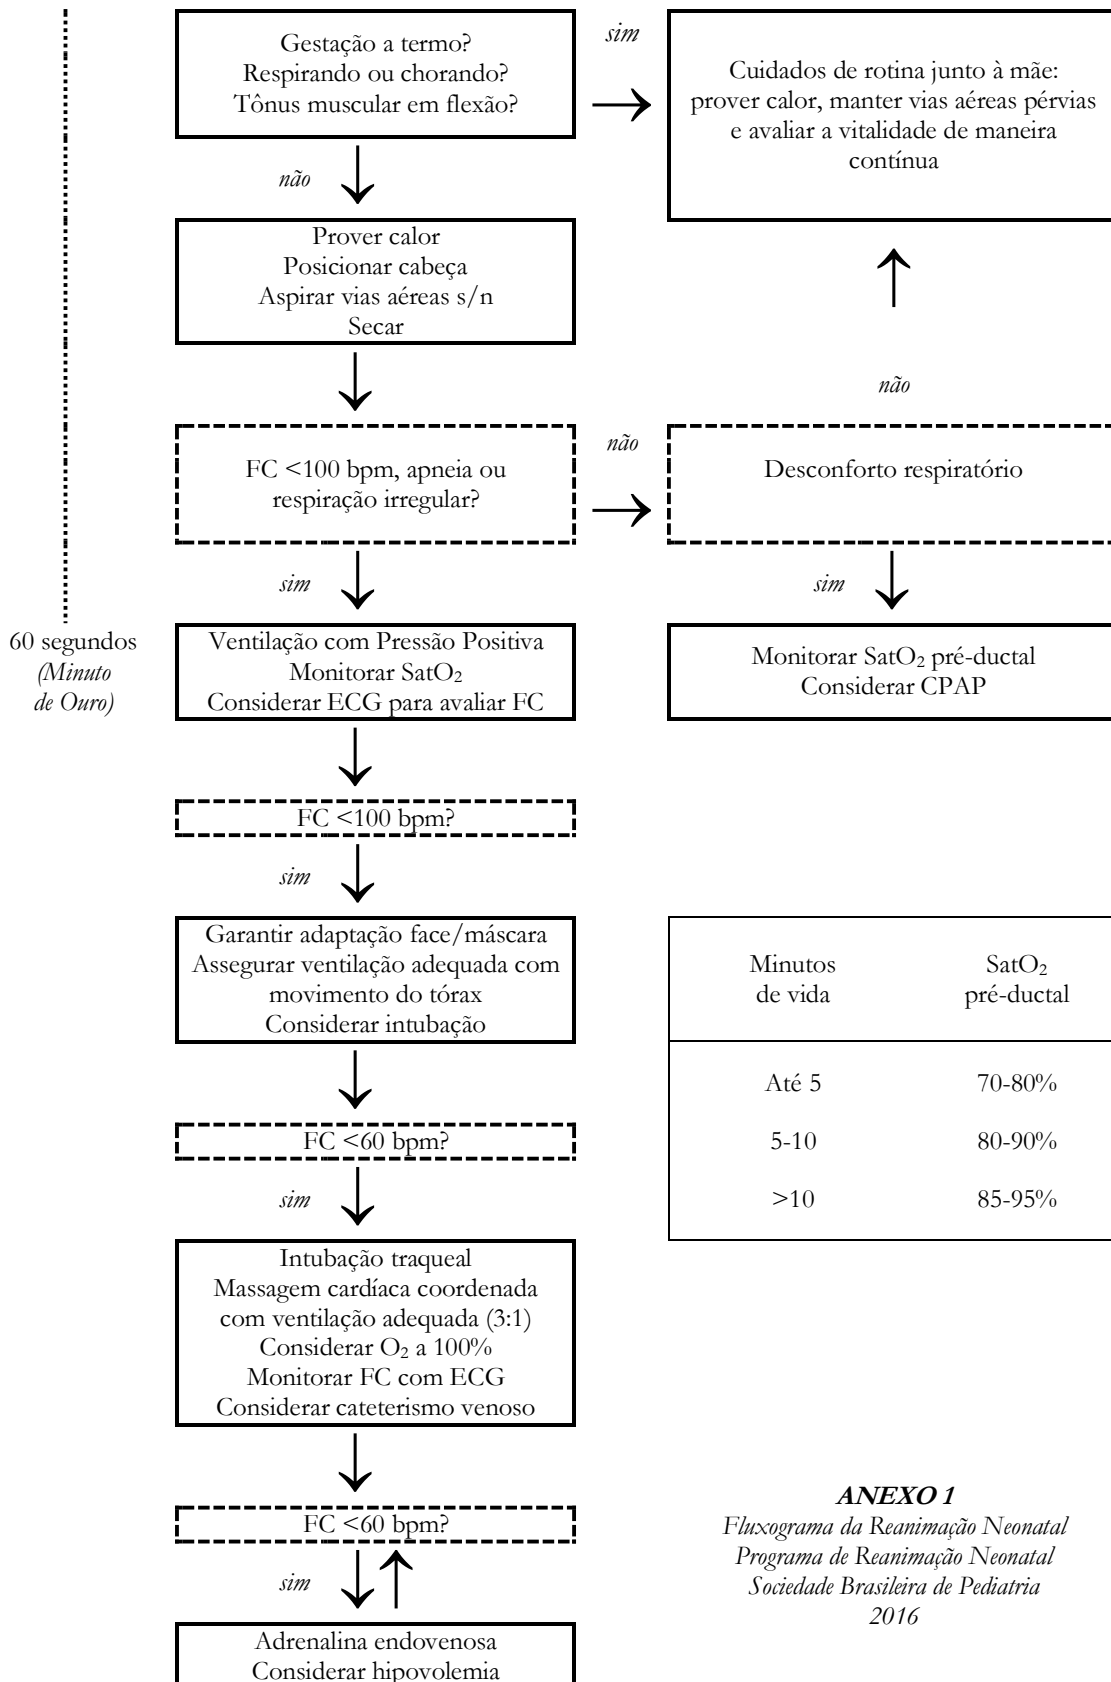 Gestação a termo?
Respirando ou chorando?
Tônus muscular em flexão?
sim
Cuidados de rotina junto à mãe:
prover calor, manter vias aéreas pérvias
e avaliar a vitalidade de maneira
contínua
não
Prover calor
Posicionar cabeça
Aspirar vias aéreas s/n
Secar
não
FC <100 bpm, apneia ou
respiração irregular?
não
Desconforto respiratório
sim
sim
60 segundos
(Minuto
de Ouro)
Ventilação com Pressão Positiva
Monitorar SatO₂
Considerar ECG para avaliar FC
Monitorar SatO₂ pré-ductal
Considerar CPAP
FC <100 bpm?
sim
Garantir adaptação face/máscara
Assegurar ventilação adequada com
movimento do tórax
Considerar intubação
Minutos
de vida
SatO₂
pré-ductal
Até 5 70-80%
5-10 80-90%
>10 85-95%
FC <60 bpm?
sim
Intubação traqueal
Massagem cardíaca coordenada
com ventilação adequada (3:1)
Considerar O₂ a 100%
Monitorar FC com ECG
Considerar cateterismo venoso
FC <60 bpm?
sim
Adrenalina endovenosa
Considerar hipovolemia
ANEXO 1
Fluxograma da Reanimação Neonatal
Programa de Reanimação Neonatal
Sociedade Brasileira de Pediatria
2016